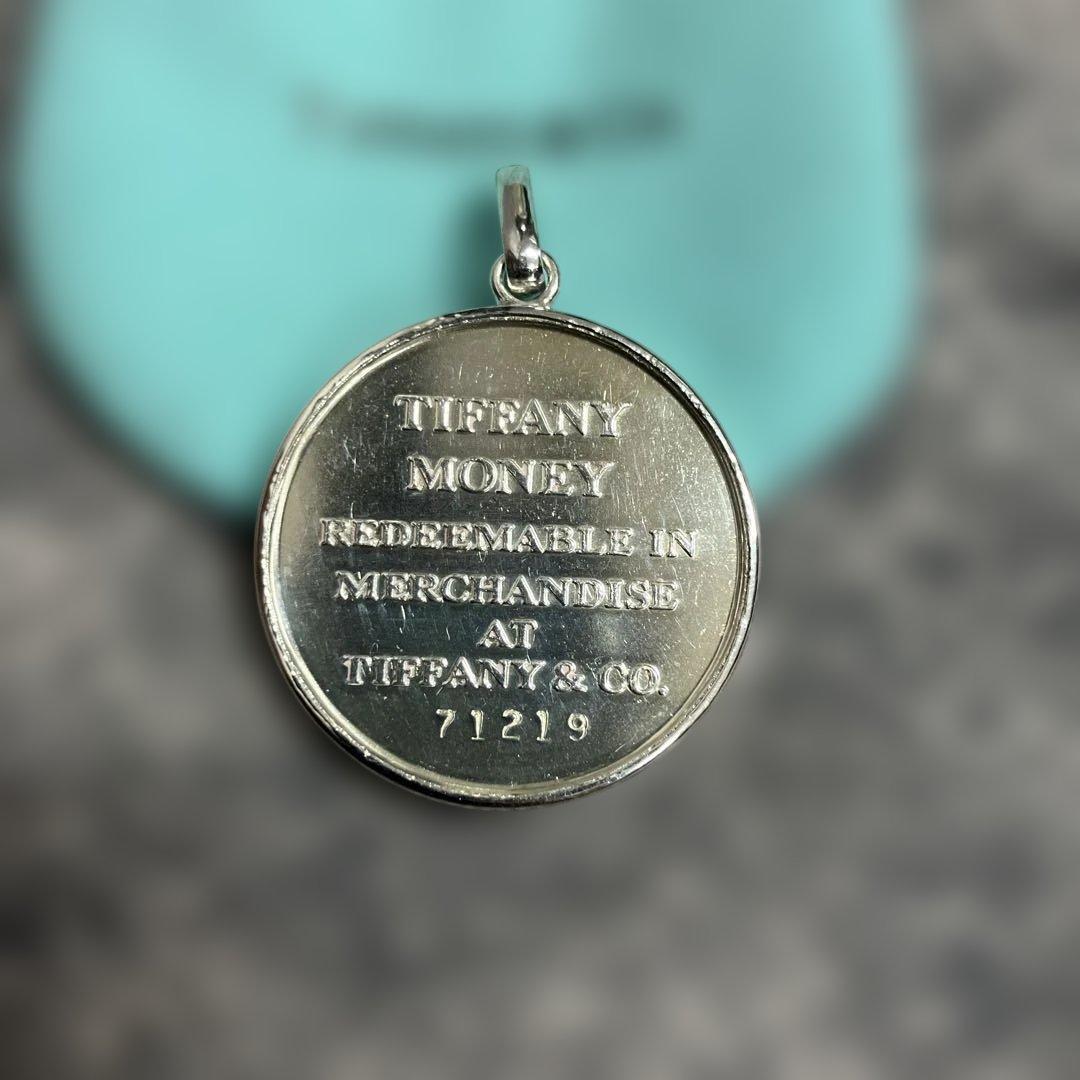 TIFFANY
MONEY
REDEEMABLE IN
MERCHANDISE
AT
TIFFANY & CO.
71219